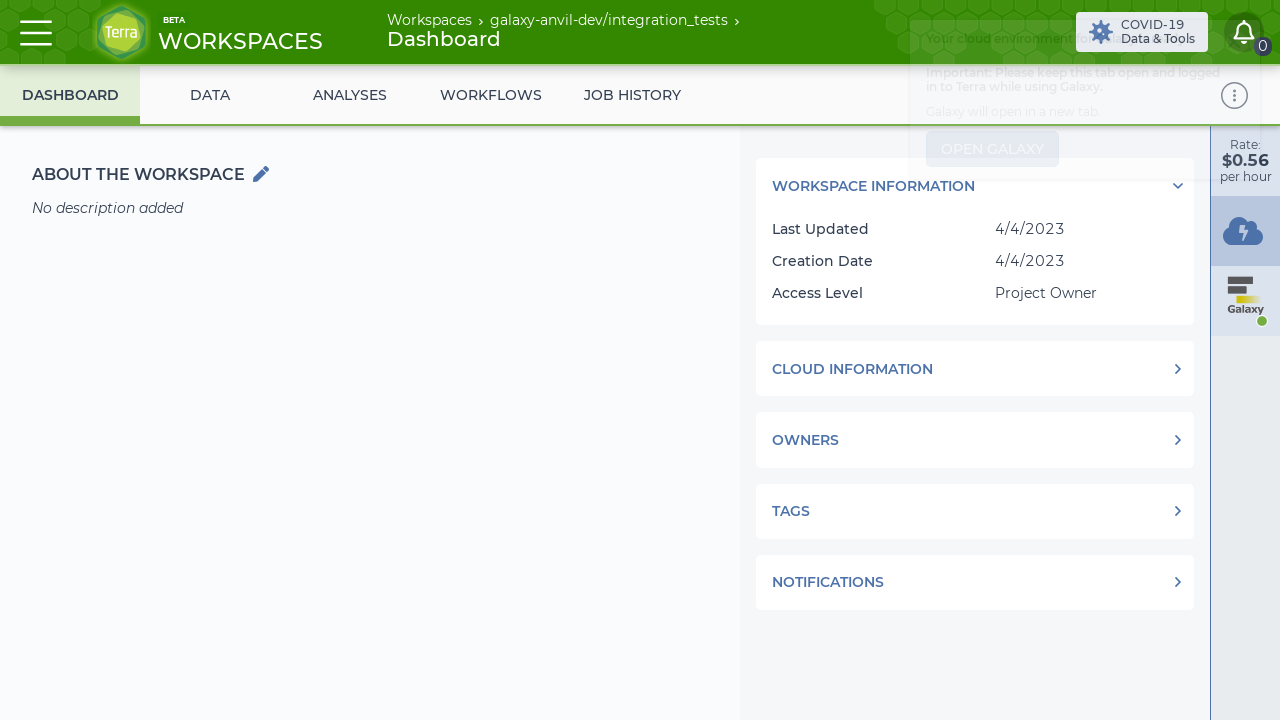 Terra
BETA
WORKSPACES
Workspaces › galaxy-anvil-dev/integration_tests ›
Dashboard
COVID-19
Data & Tools
0
Your cloud environment for
Important: Please keep this tab open and logged
in to Terra while using Galaxy.
Galaxy will open in a new tab
OPEN GALAXY
DASHBOARD
DATA
ANALYSES
WORKFLOWS
JOB HISTORY
Rate:
$0.56
per hour
Galaxy
ABOUT THE WORKSPACE
No description added
WORKSPACE INFORMATION
Last Updated 4/4/2023
Creation Date 4/4/2023
Access Level Project Owner
CLOUD INFORMATION
OWNERS
TAGS
NOTIFICATIONS